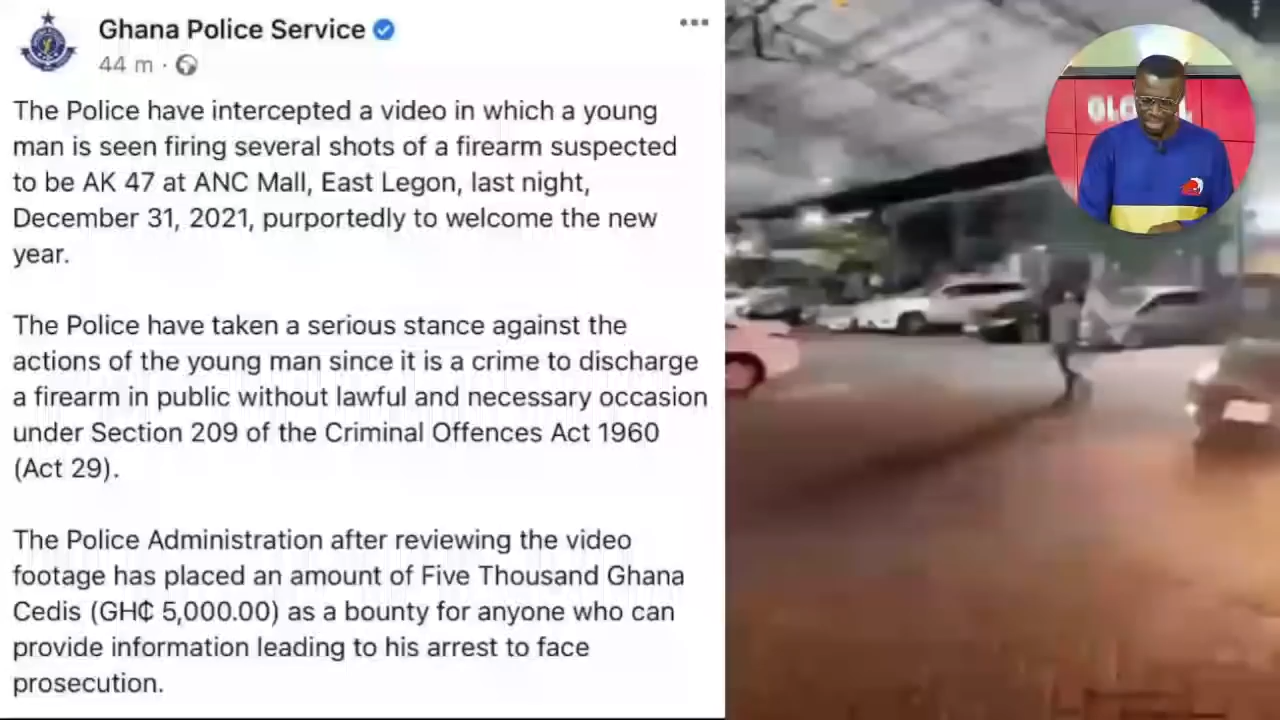 Ghana Police Service
44 m ·
The Police have intercepted a video in which a young
man is seen firing several shots of a firearm suspected
to be AK 47 at ANC Mall, East Legon, last night,
December 31, 2021, purportedly to welcome the new
year.
The Police have taken a serious stance against the
actions of the young man since it is a crime to discharge
a firearm in public without lawful and necessary occasion
under Section 209 of the Criminal Offences Act 1960
(Act 29).
The Police Administration after reviewing the video
footage has placed an amount of Five Thousand Ghana
Cedis (GH₵ 5,000.00) as a bounty for anyone who can
provide information leading to his arrest to face
prosecution.